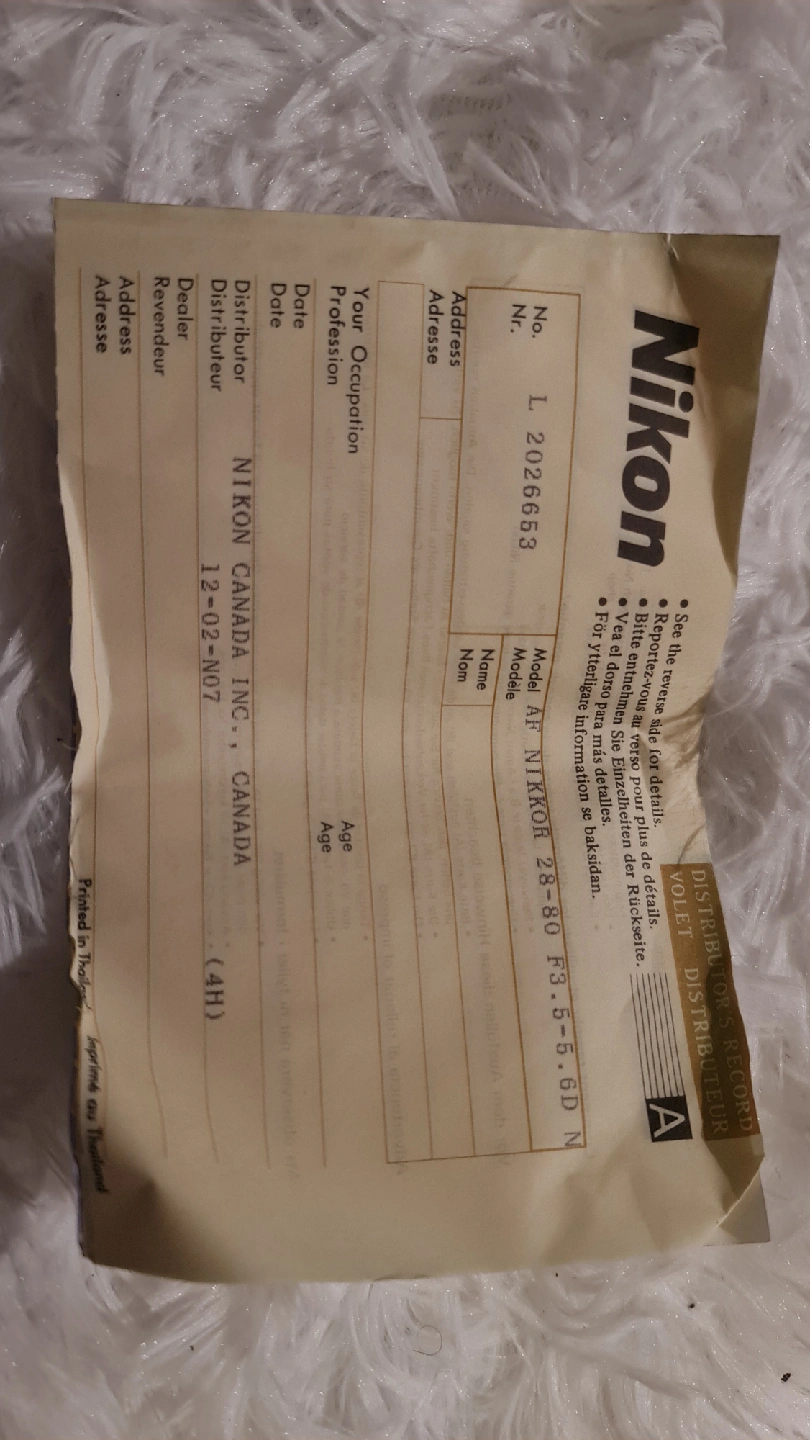 DISTRIBUTOR'S RECORD
VOLET DISTRIBUTEUR
A
Nikon
• See the reverse side for details.
• Reportez-vous au verso pour plus de détails.
• Bitte entnehmen Sie Einzelheiten der Rückseite.
• Vea el dorso para más detalles.
• För ytterligare information se baksidan.
No. L 2026653
Nr.
Model AF NIKKOR 28-80 F3.5-5.6D N
Modèle
Name
Nom
Address
Adresse
Your Occupation
Profession
Age
Age
Date
Date
Distributor NIKON CANADA INC., CANADA
Distributeur 12-02-N07 (4H)
Dealer
Revendeur
Address
Adresse
Printed in Thailand Imprimé au Thailand